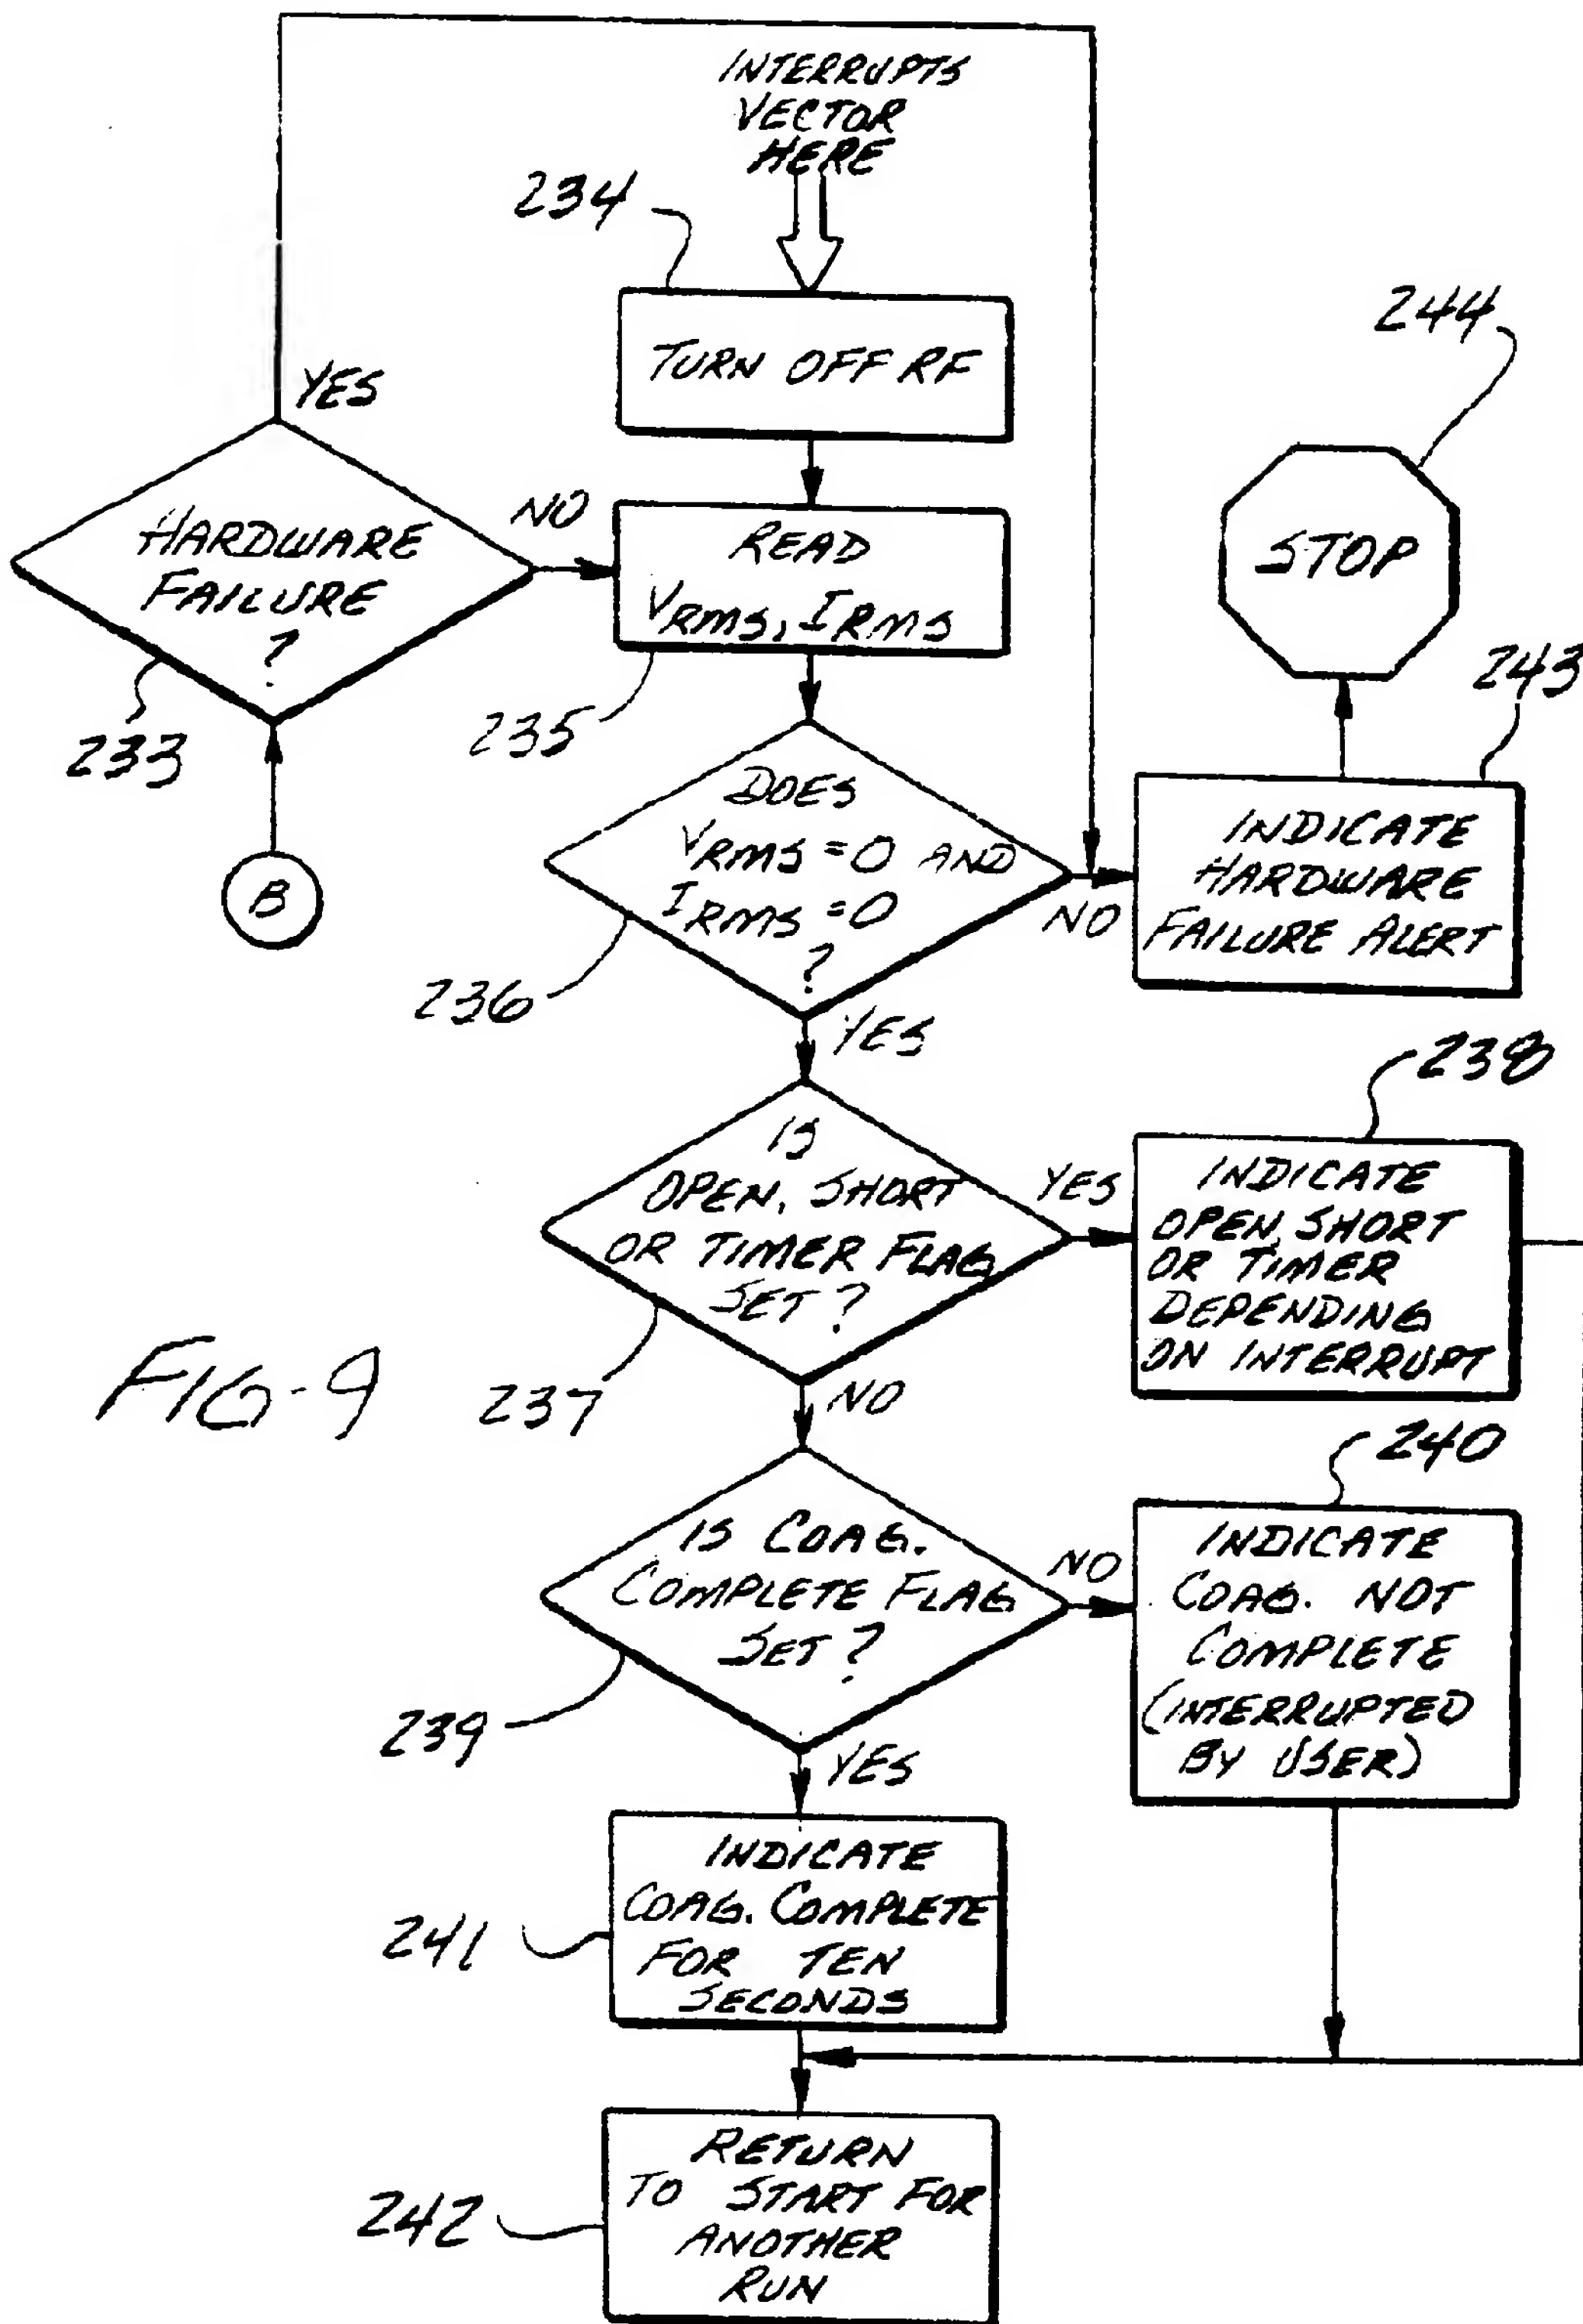 INTERRUPTS
VECTOR
HERE
234
TURN OFF RF
244
YES
HARDWARE
FAILURE
?
NO
READ
VRMS, IRMS
STOP
233
235
243
B
DOES
VRMS = 0 AND
IRMS = 0
?
NO
INDICATE
HARDWARE
FAILURE ALERT
236
YES
238
IS
OPEN, SHORT
OR TIMER FLAG
SET?
YES
INDICATE
OPEN, SHORT
OR TIMER
DEPENDING
ON INTERRUPT
FIG-9
237
NO
240
IS COAG.
COMPLETE FLAG
SET?
NO
INDICATE
COAG. NOT
COMPLETE
(INTERRUPTED
BY USER)
239
YES
INDICATE
COAG. COMPLETE
FOR TEN
SECONDS
241
RETURN
TO START FOR
ANOTHER
RUN
242